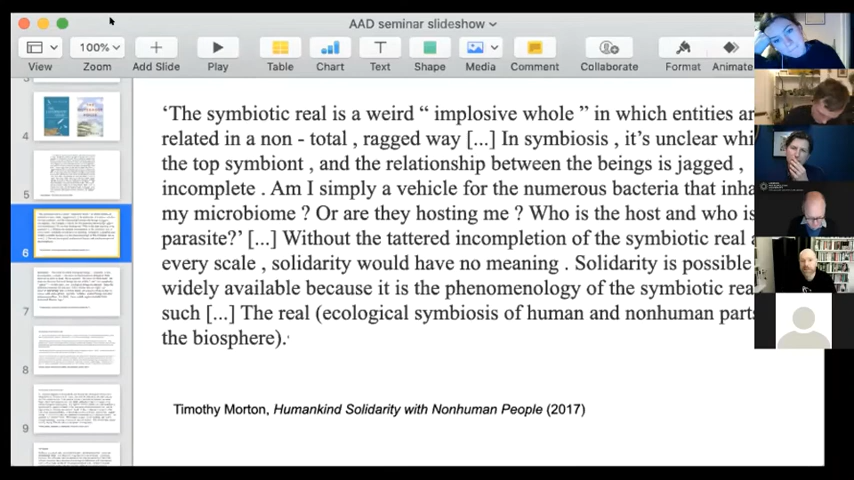 AAD seminar slideshow
100%
View
Zoom
Add Slide
Play
Table
Chart
Text
Shape
Media
Comment
Collaborate
Format
Animate
4
5
6
7
8
9
‘The symbiotic real is a weird “ implosive whole ” in which entities
related in a non - total , ragged way [...] In symbiosis , it’s unclear
the top symbiont , and the relationship between the beings is jagged ,
incomplete . Am I simply a vehicle for the numerous bacteria that
my microbiome ? Or are they hosting me ? Who is the host and who is
parasite?’ [...] Without the tattered incompletion of the symbiotic real
every scale , solidarity would have no meaning . Solidarity is possible
widely available because it is the phenomenology of the symbiotic
such [...] The real (ecological symbiosis of human and nonhuman
the biosphere).
Timothy Morton, Humankind Solidarity with Nonhuman People (2017)